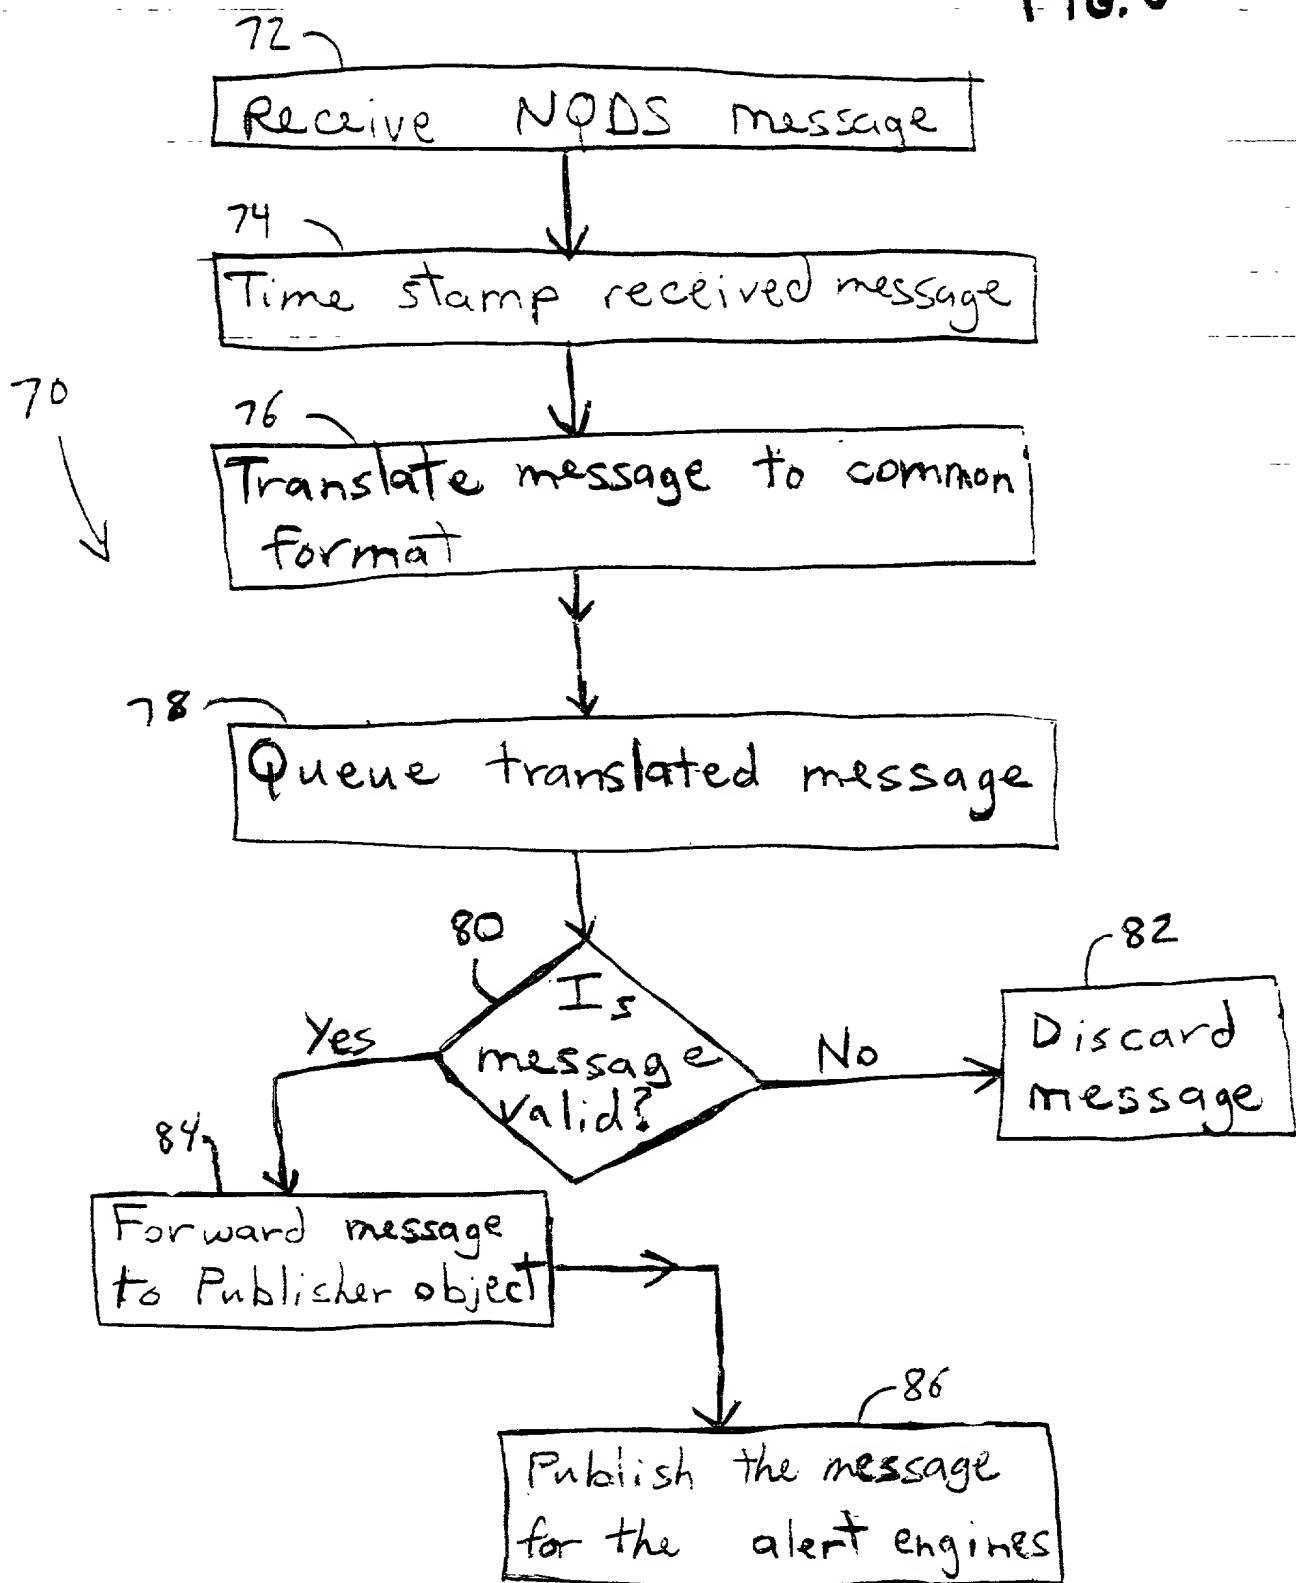 72
Receive NQDS message
74
Time stamp received message
70
76
Translate message to common
format
78
Queue translated message
80
Is
message
valid?
Yes
No
82
Discard
message
84
Forward message
to Publisher object
86
Publish the message
for the alert engines